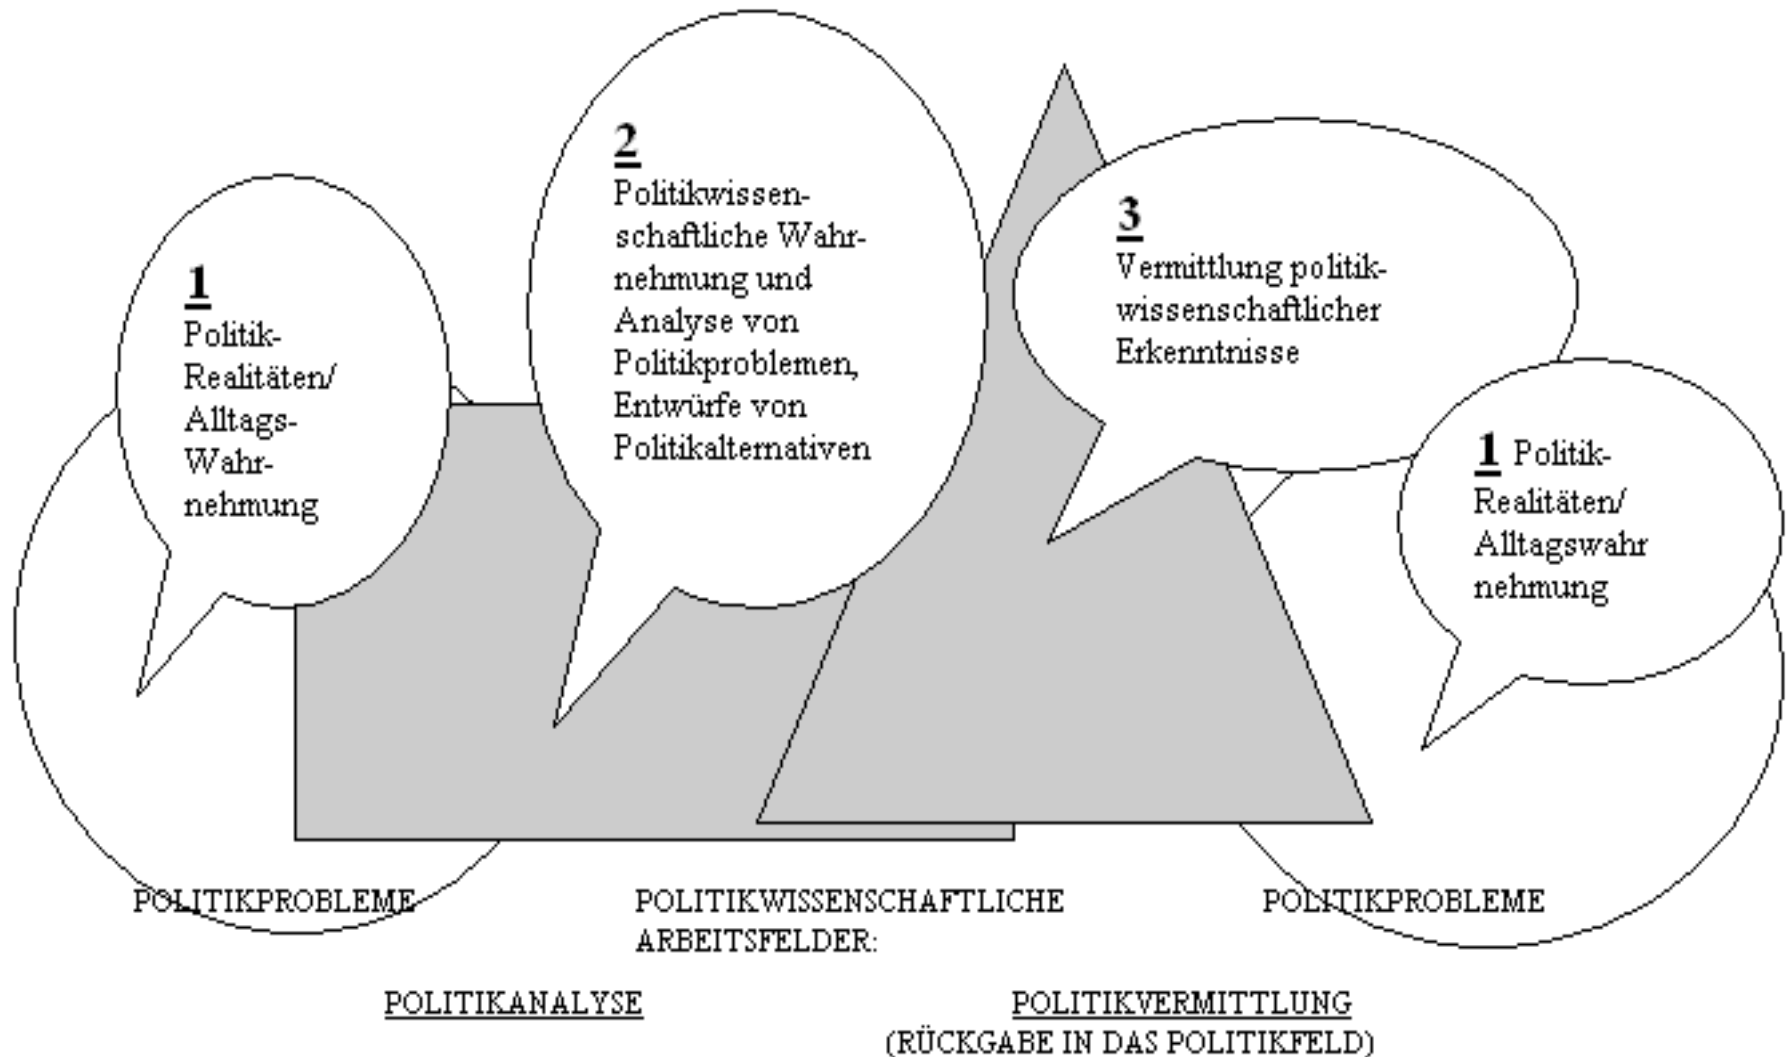 1
Politik-
Realitäten/
Alltags-
Wahr-
nehmung
2
Politikwissen-
schaftliche Wahr-
nehmung und
Analyse von
Politikproblemen,
Entwürfe von
Politikalternativen
3
Vermittlung politik-
wissenschaftlicher
Erkenntnisse
1 Politik-
Realitäten/
Alltagswahr
nehmung
POLITIKPROBLEME
POLITIKWISSENSCHAFTLICHE
ARBEITSFELDER:
POLITIKPROBLEME
POLITIKANALYSE
POLITIKVERMITTLUNG
(RÜCKGABE IN DAS POLITIKFELD)